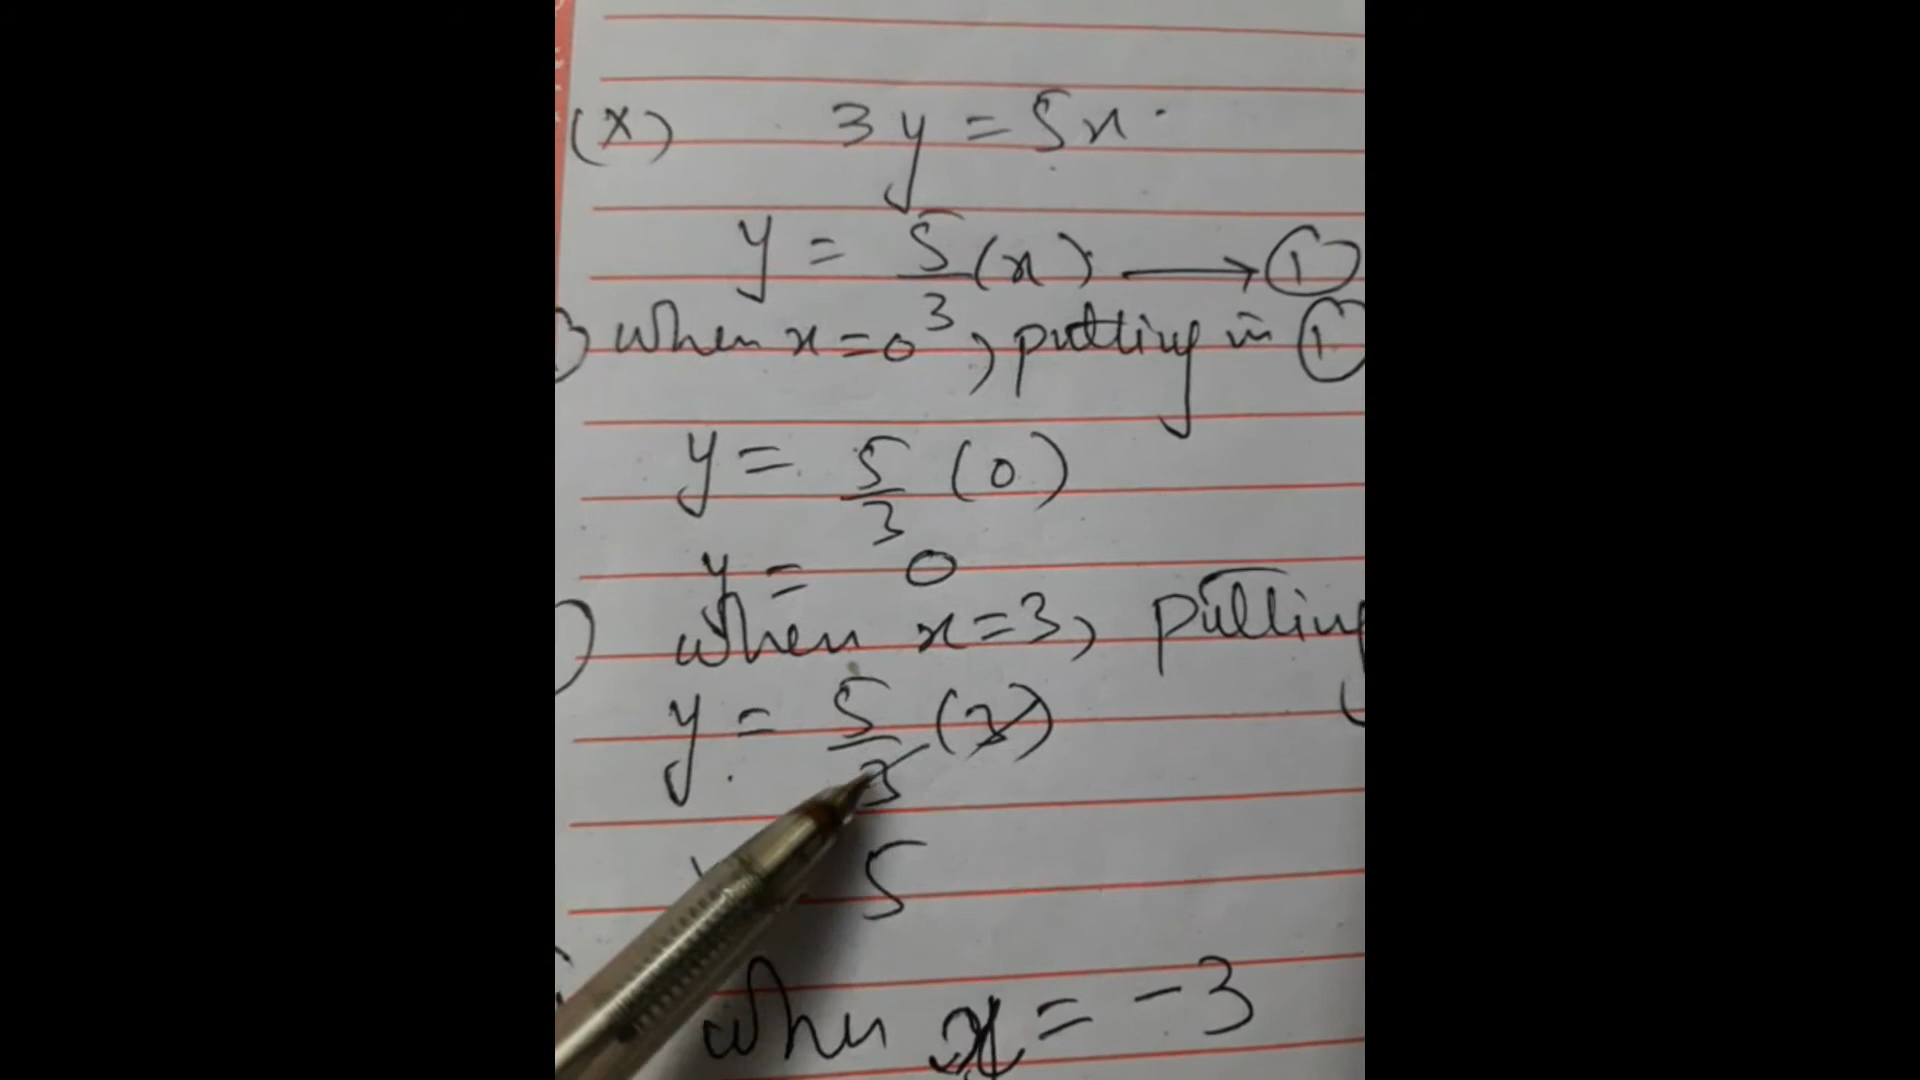 (x) 3y = 5x
y = 5/3 (x) → ①
) when x = 0, putting in ①
y = 5/3 (0)
y = 0
) when x = 3, putting
y = 5/3 (3)
5
when x = -3